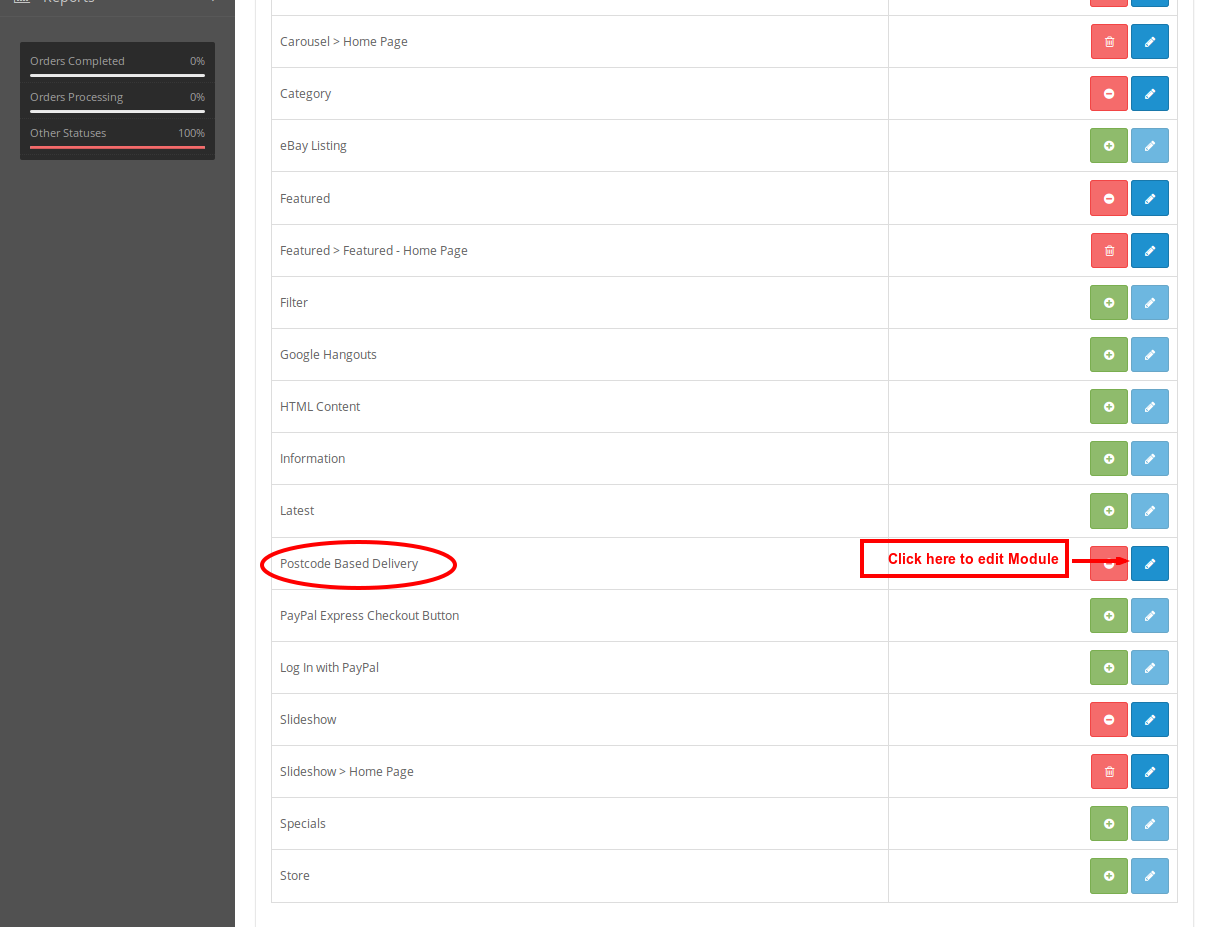 Reports
Orders Completed 0%
Orders Processing 0%
Other Statuses 100%
Carousel > Home Page
Category
eBay Listing
Featured
Featured > Featured - Home Page
Filter
Google Hangouts
HTML Content
Information
Latest
Postcode Based Delivery Click here to edit Module
PayPal Express Checkout Button
Log In with PayPal
Slideshow
Slideshow > Home Page
Specials
Store